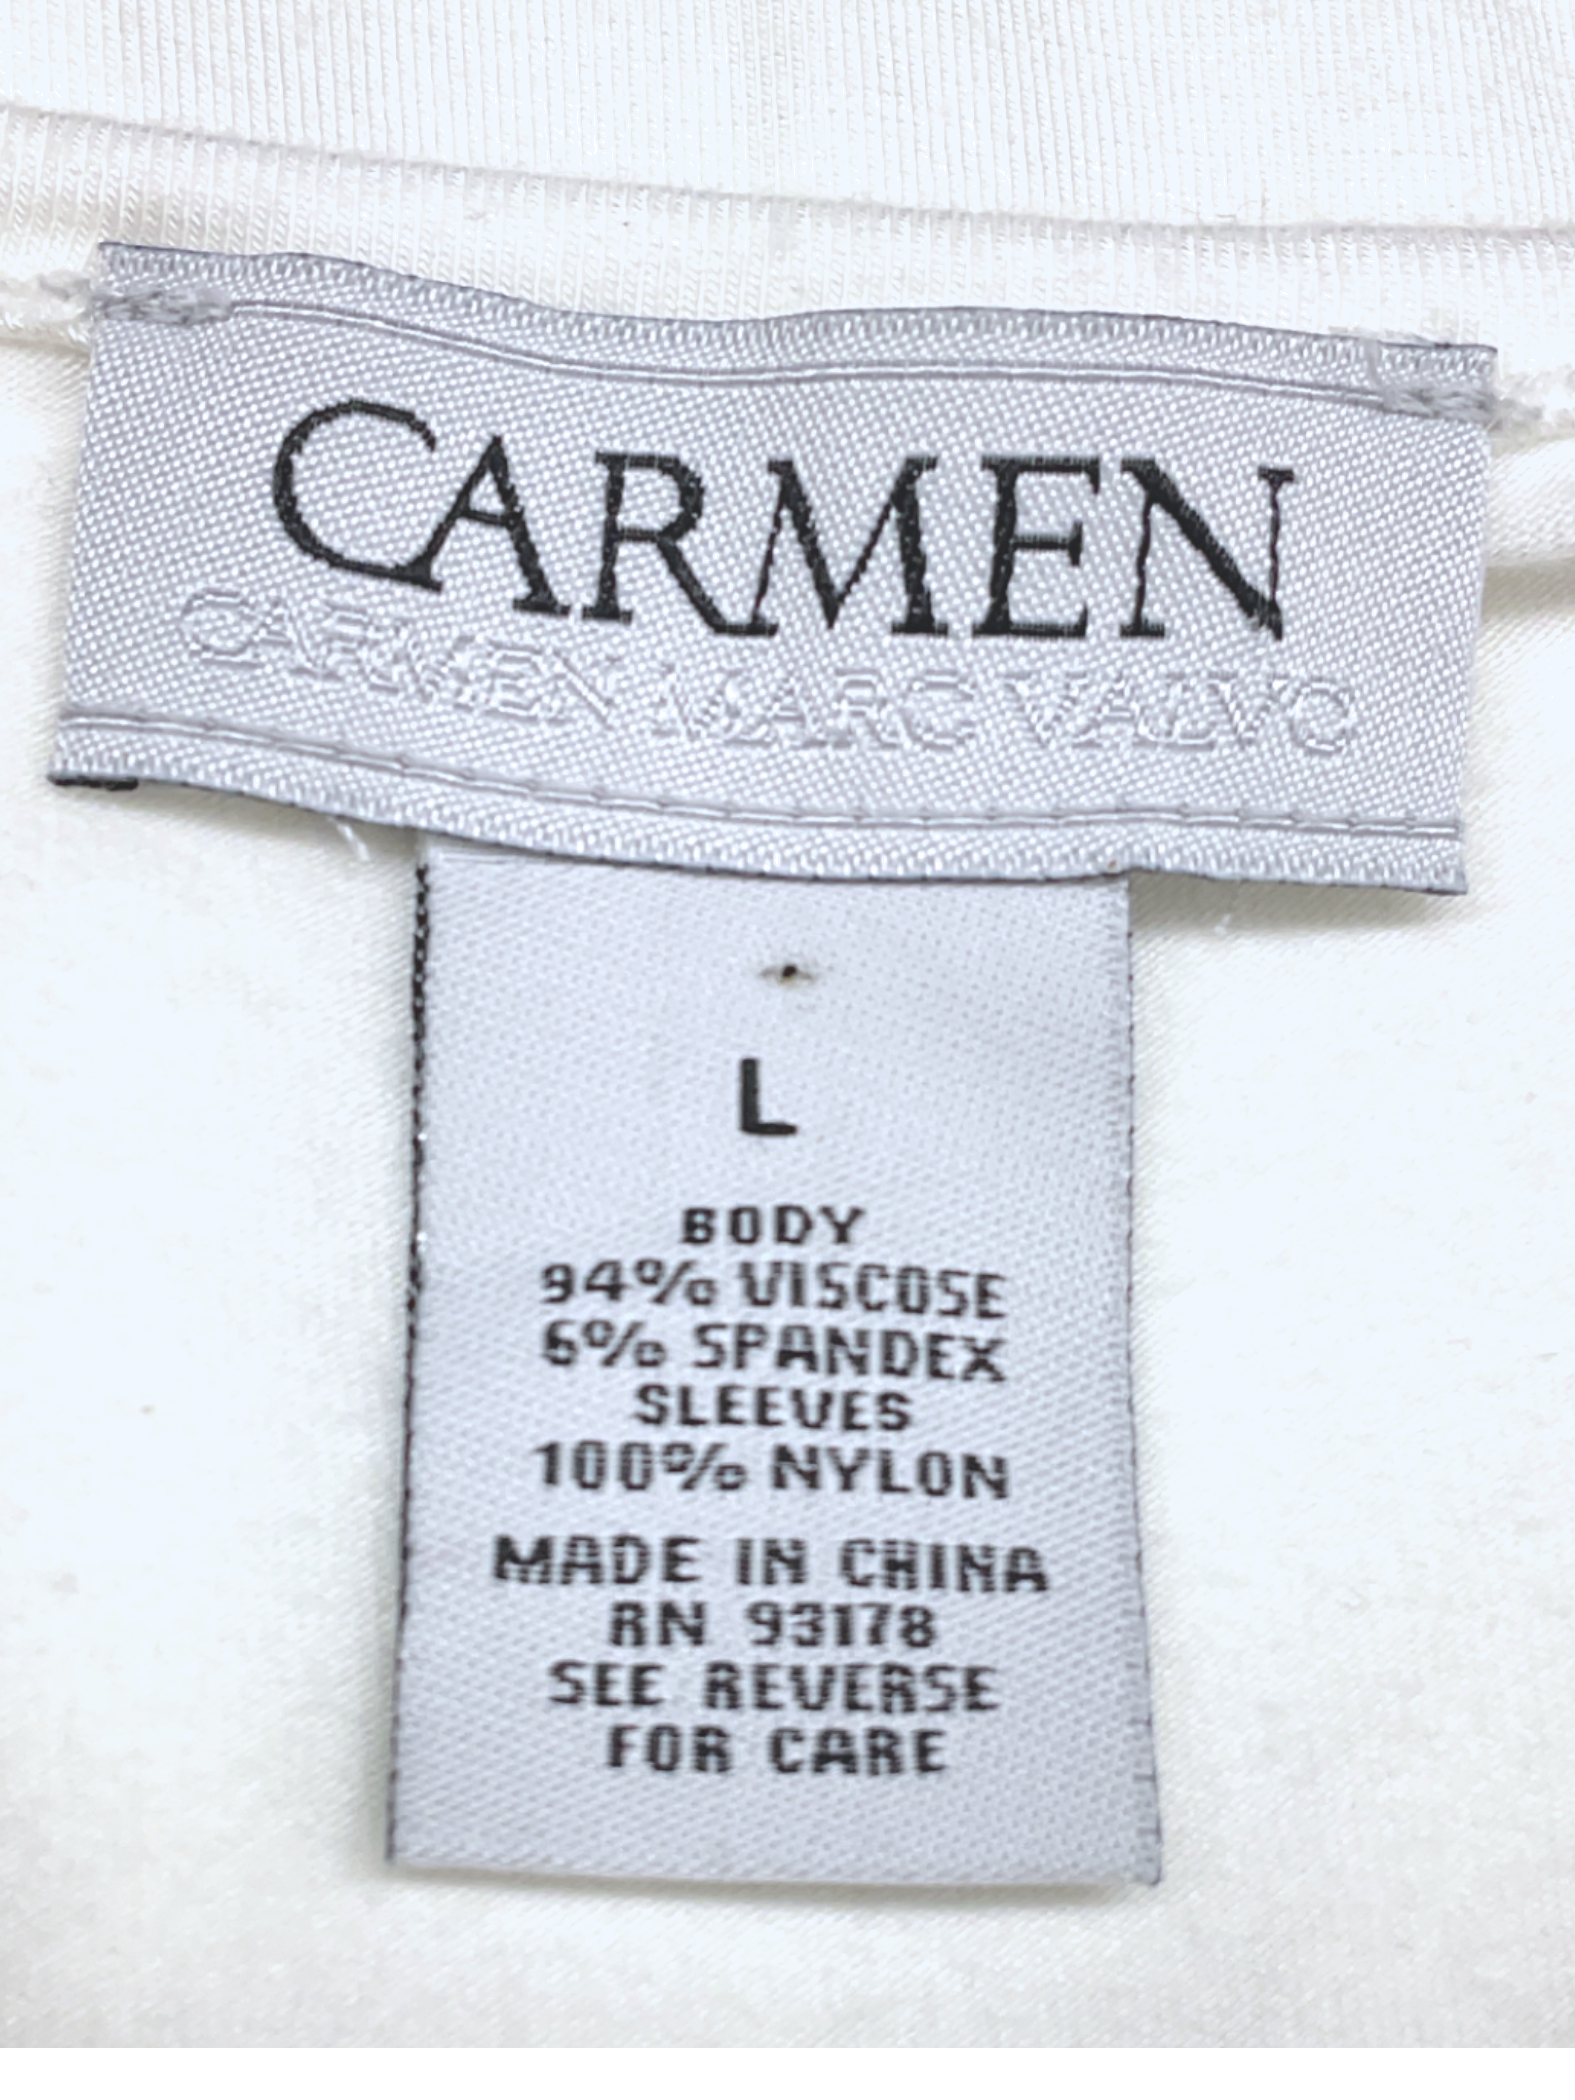 CARMEN
CARMEN MARC VALVO
L
BODY
94% VISCOSE
6% SPANDEX
SLEEVES
100% NYLON
MADE IN CHINA
RN 93178
SEE REVERSE
FOR CARE